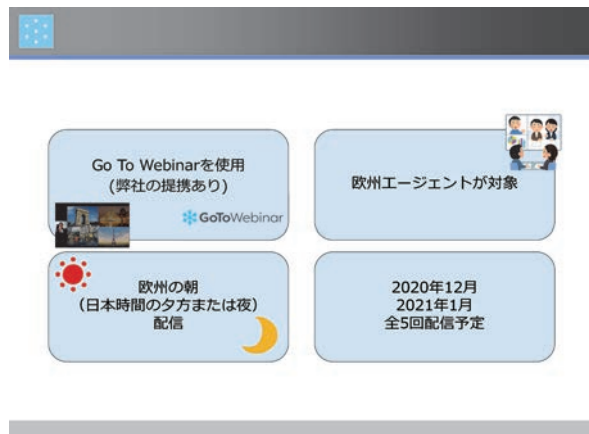 Go To Webinarを使用
(弊社の提携あり)
GoToWebinar
欧州エージェントが対象
欧州の朝
(日本時間の夕方または夜)
配信
2020年12月
2021年1月
全5回配信予定